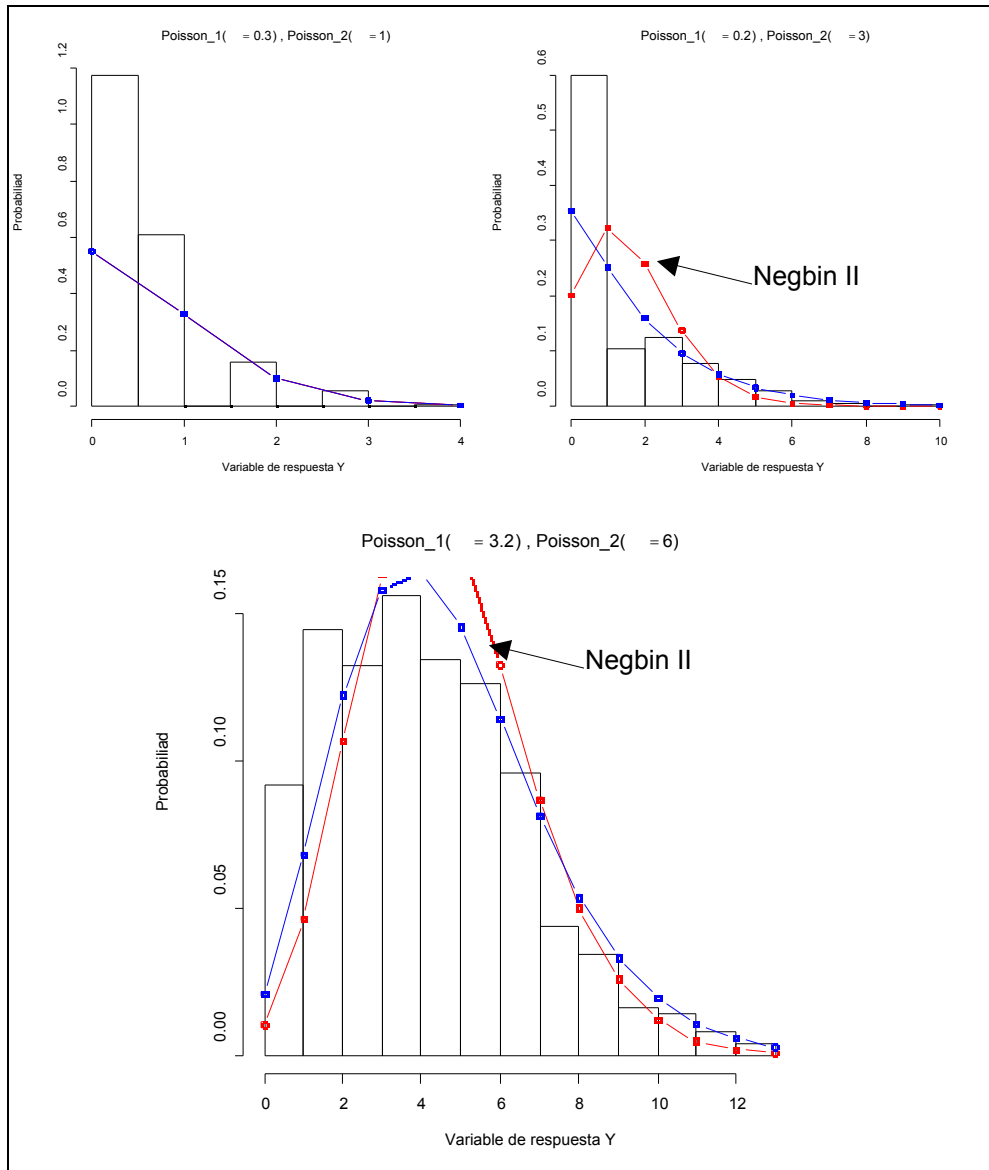 Poisson_1( = 0.3) , Poisson_2( = 1)
Probabiliad
1.2
1.0
0.8
0.6
0.4
0.2
0.0
0 1 2 3 4
Variable de respuesta Y
Poisson_1( = 0.2) , Poisson_2( = 3)
Probabiliad
0.6
0.5
0.4
0.3
0.2
0.1
0.0
Negbin II
0 2 4 6 8 10
Variable de respuesta Y
Poisson_1( = 3.2) , Poisson_2( = 6)
Probabiliad
0.15
0.10
0.05
0.00
Negbin II
0 2 4 6 8 10 12
Variable de respuesta Y